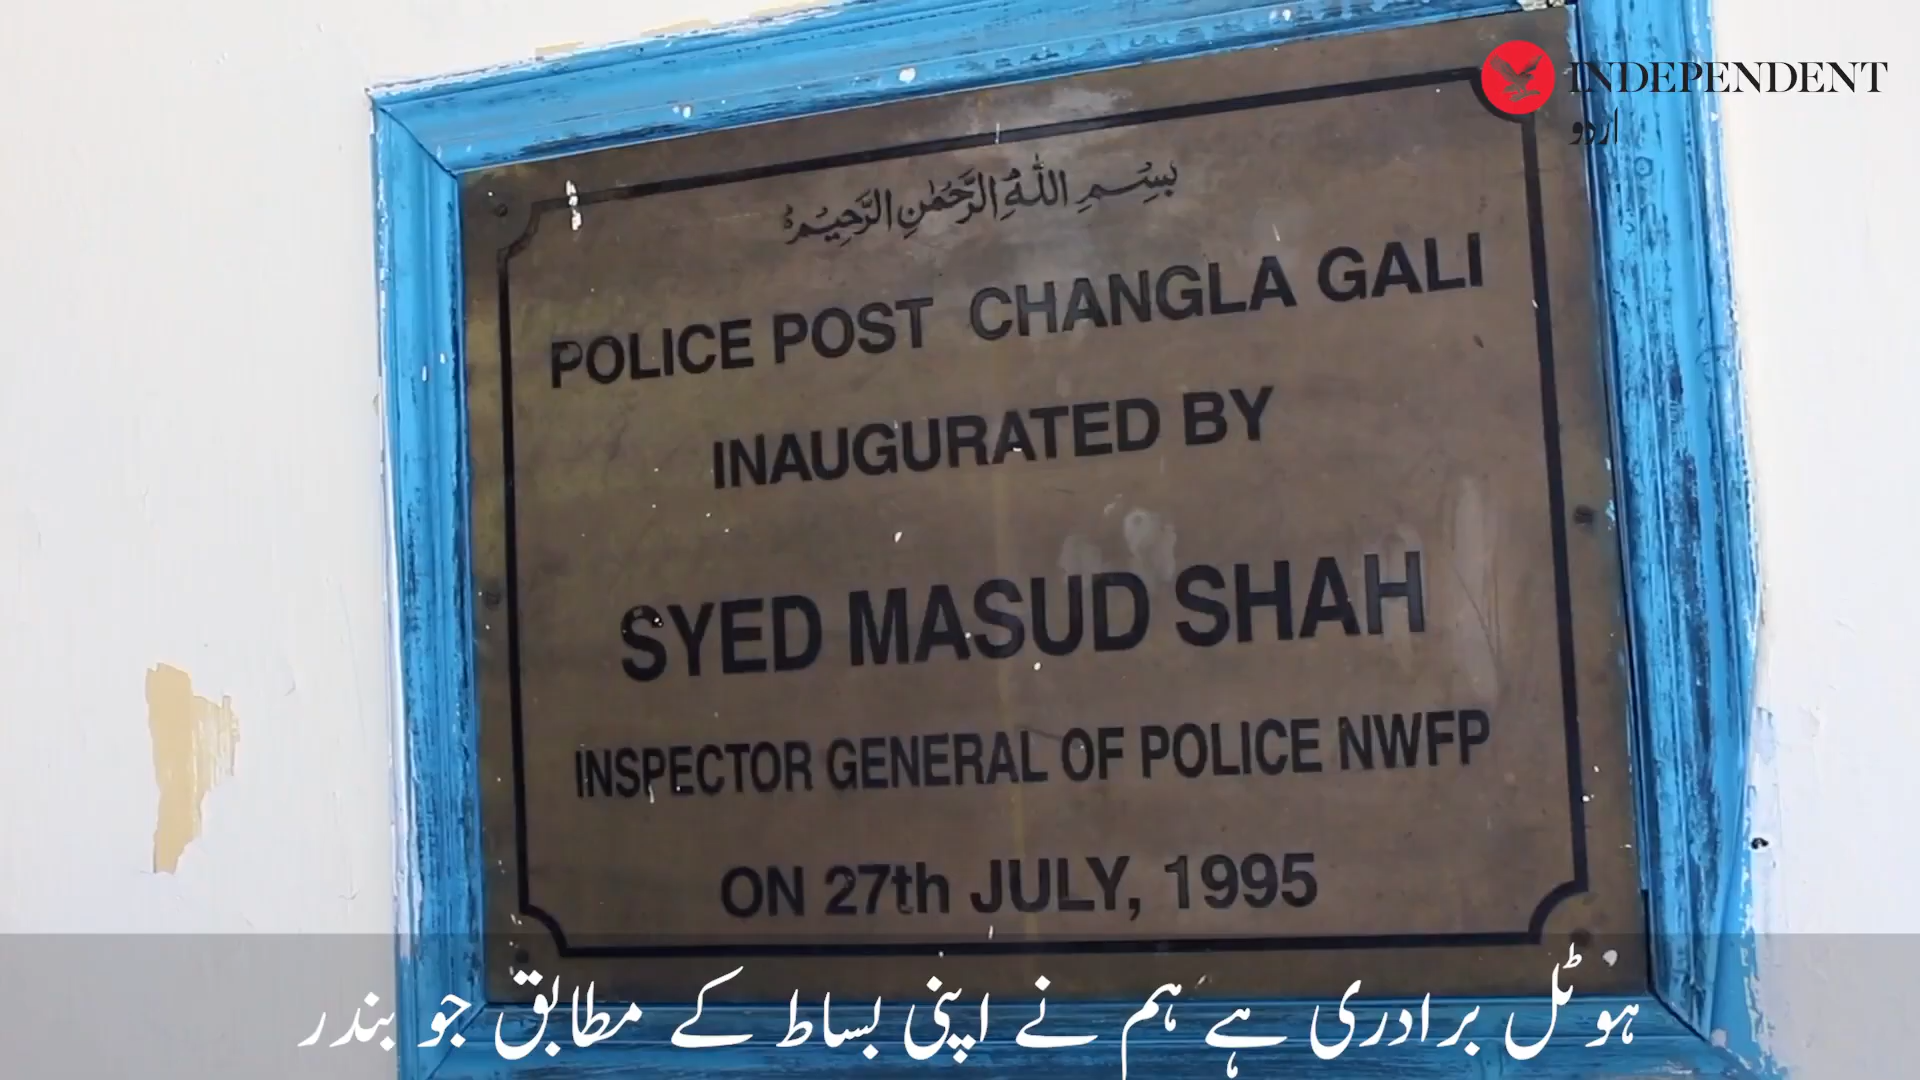 INDEPENDENT
اردو
بِسْمِ اللهِ الرَّحْمٰنِ الرَّحِيْمِ
POLICE POST CHANGLA GALI
INAUGURATED BY
SYED MASUD SHAH
INSPECTOR GENERAL OF POLICE NWFP
ON 27th JULY, 1995
ہوٹل برادری ہے ہم نے اپنی بساط کے مطابق جو بندر